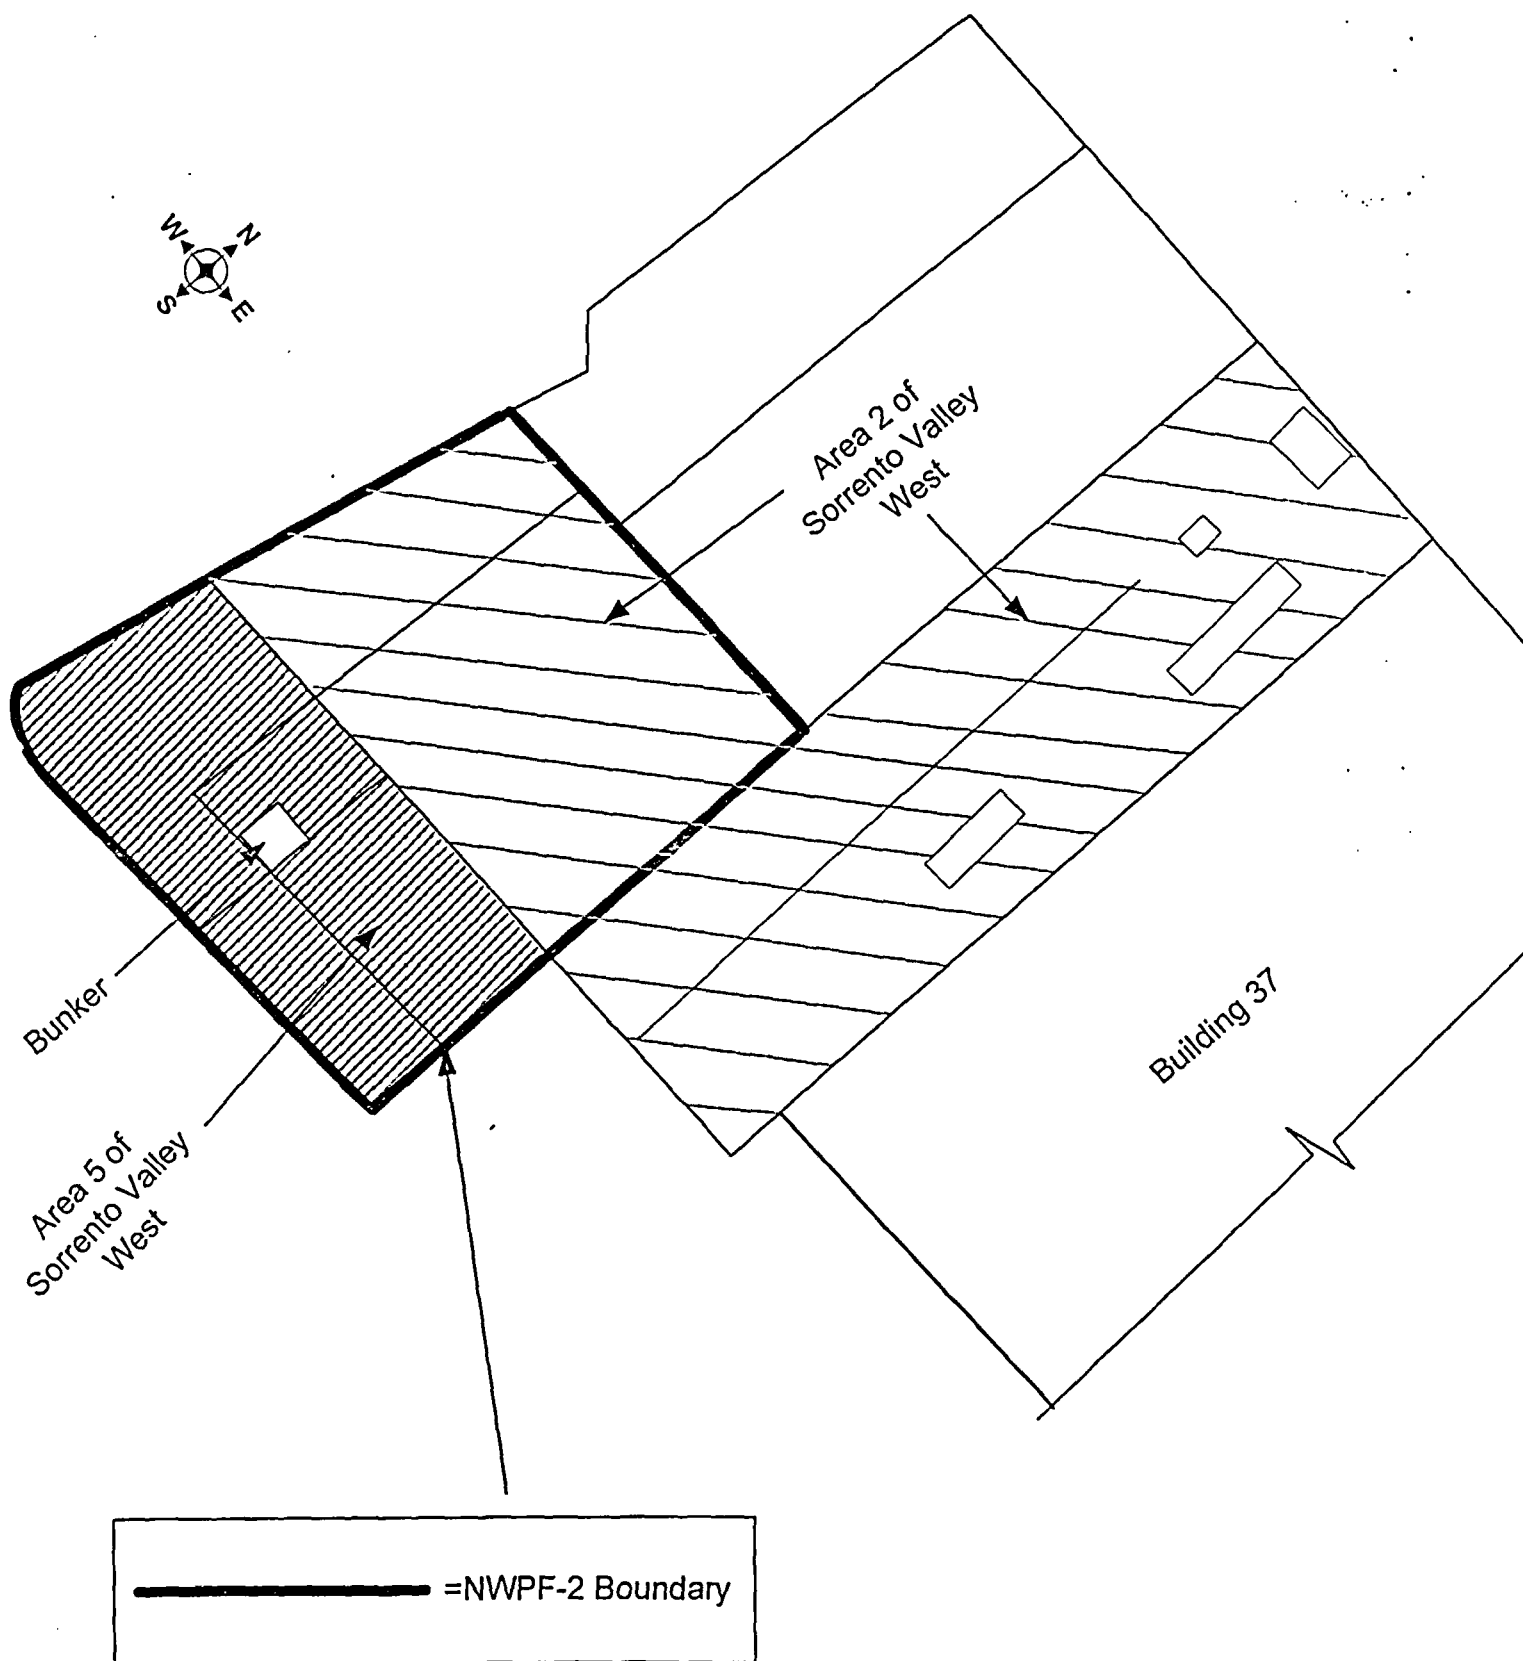 W
N
S
E
Area 2 of
Sorrento Valley
West
Bunker
Area 5 of
Sorrento Valley
West
Building 37
=NWPF-2 Boundary